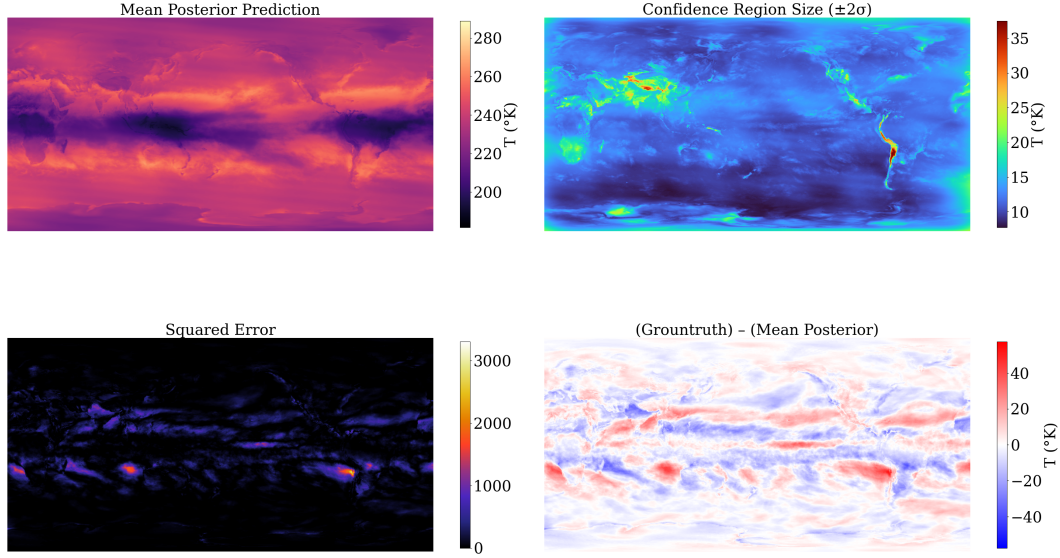 Mean Posterior Prediction
280
260
240
220
200
T (°K)
Confidence Region Size (±2σ)
35
30
25
20
15
10
T (°K)
Squared Error
3000
2000
1000
0
(Grountruth) – (Mean Posterior)
40
20
0
−20
−40
T (°K)